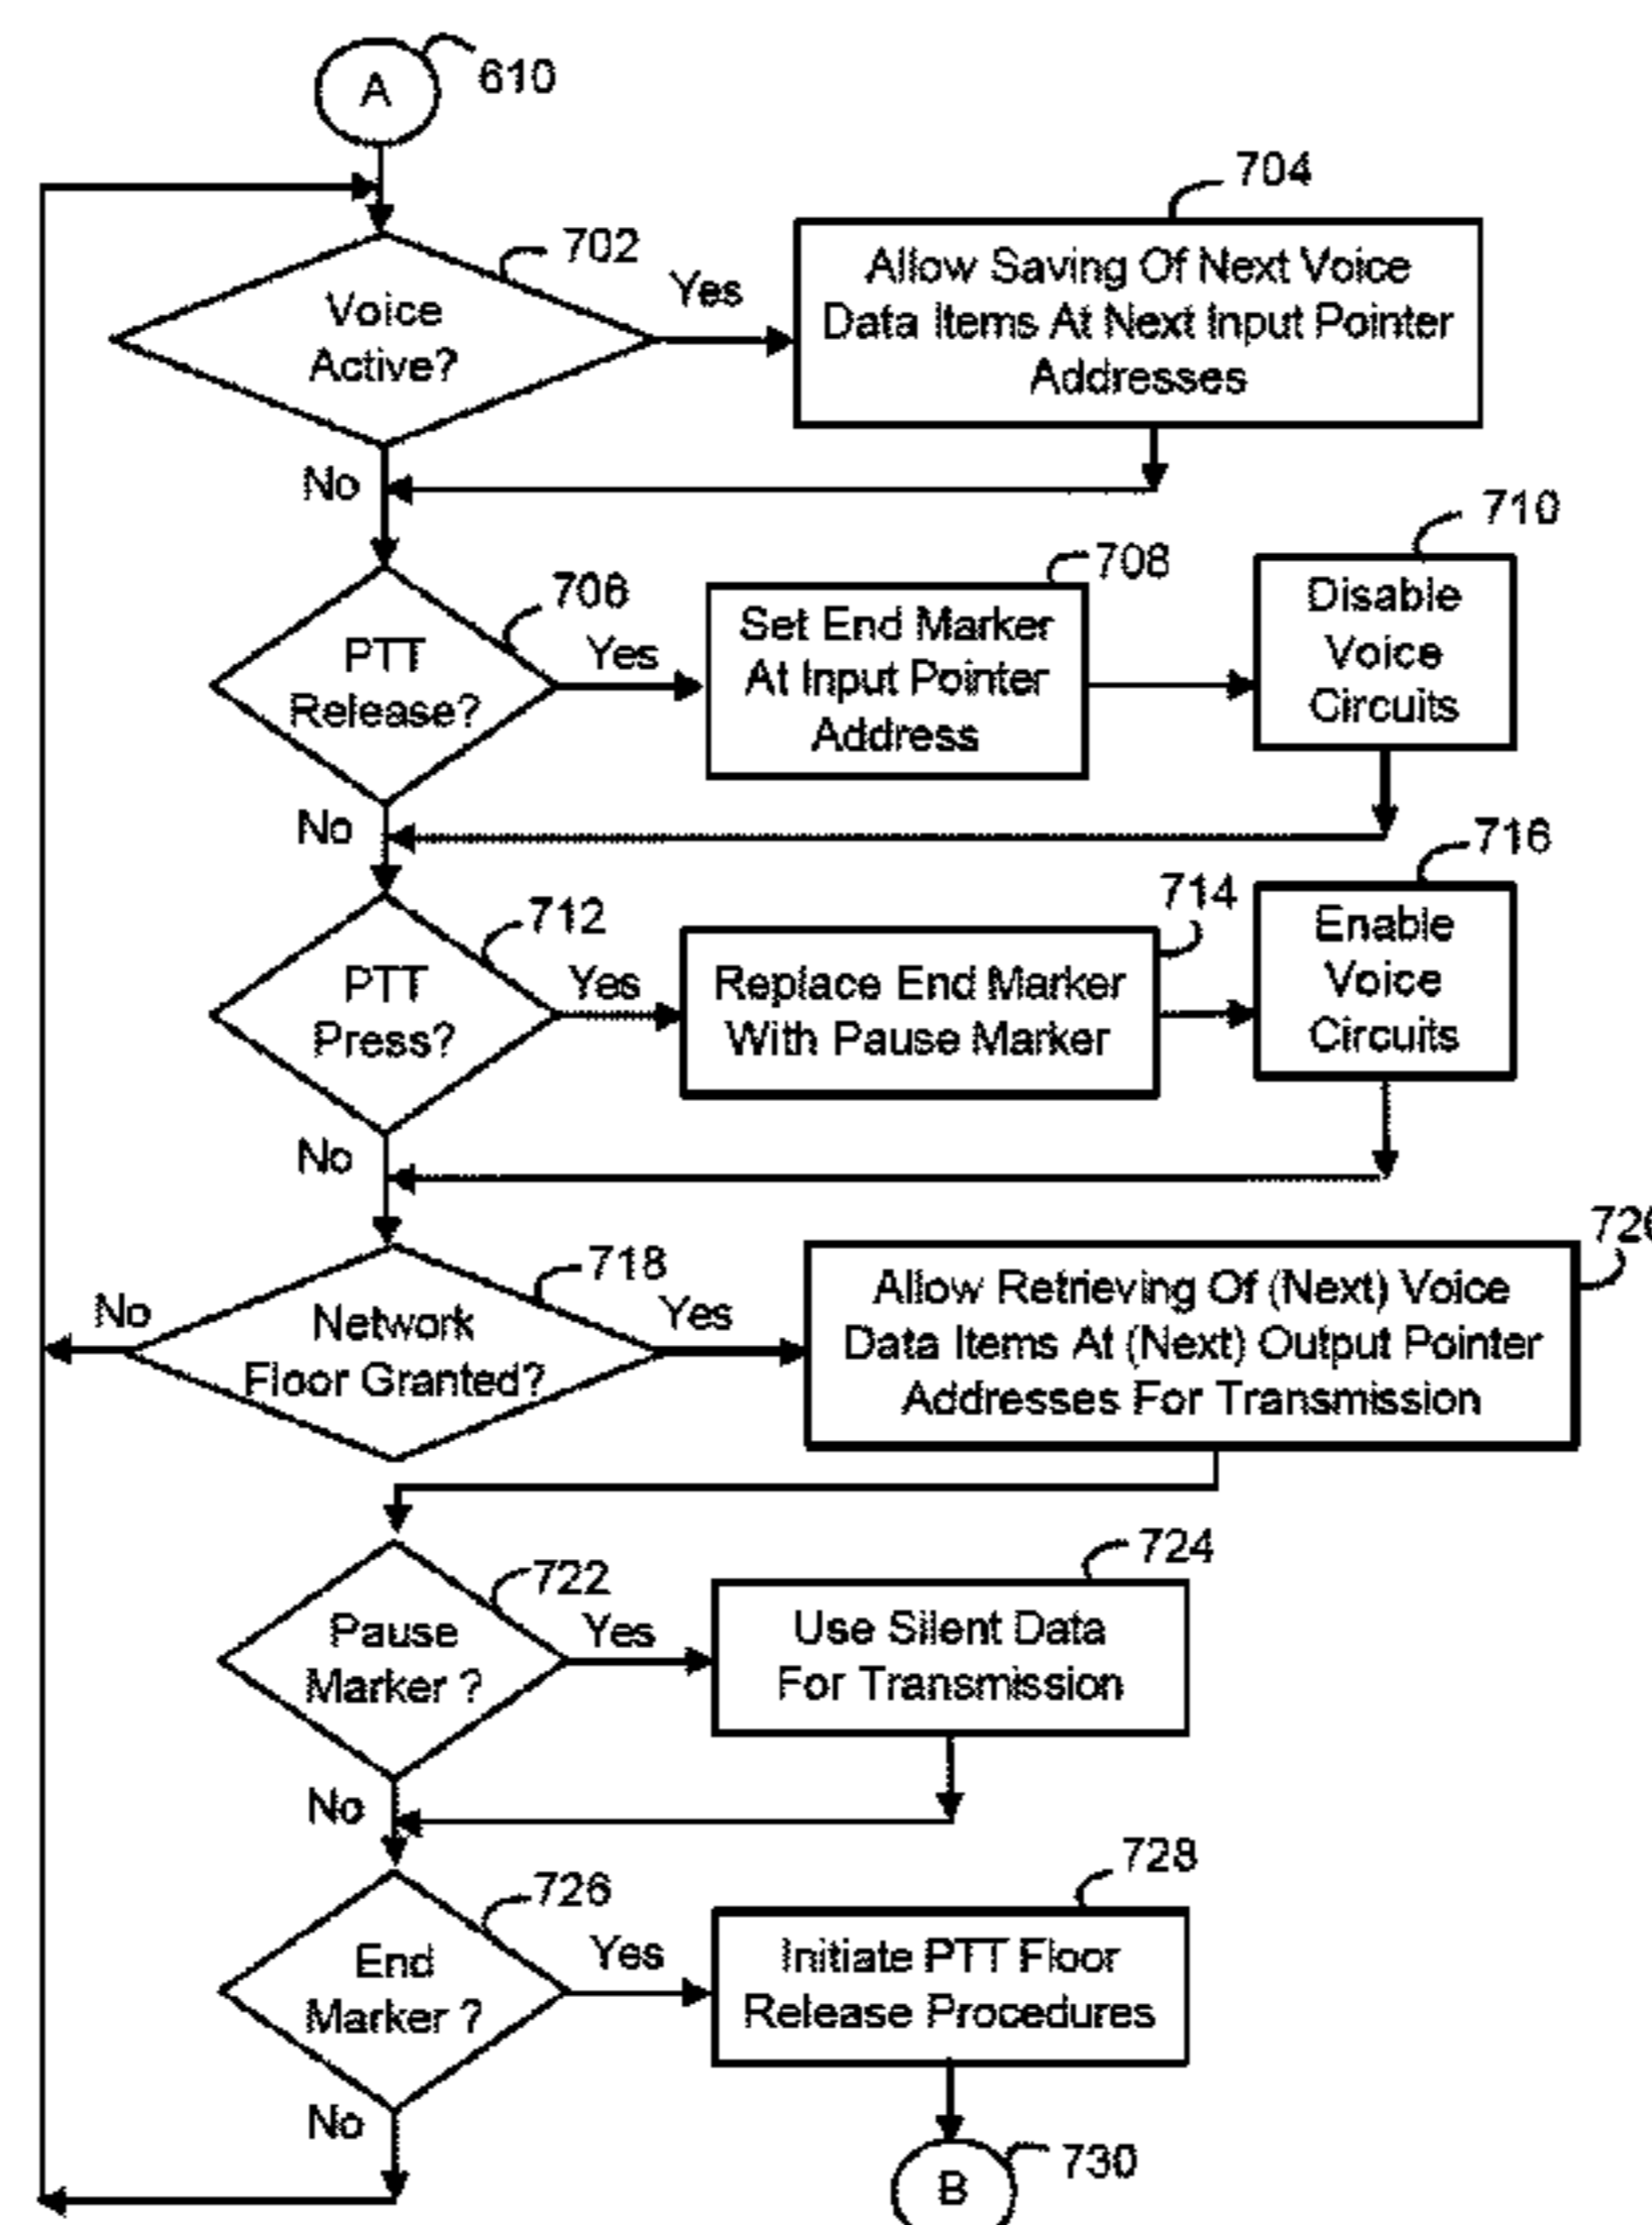 A
610
702
Voice
Active?
Yes
704
Allow Saving Of Next Voice
Data Items At Next Input Pointer
Addresses
No
706
PTT
Release?
Yes
708
Set End Marker
At Input Pointer
Address
710
Disable
Voice
Circuits
No
712
PTT
Press?
Yes
714
Replace End Marker
With Pause Marker
716
Enable
Voice
Circuits
No
718
Network
Floor Granted?
No
Yes
720
Allow Retrieving Of (Next) Voice
Data Items At (Next) Output Pointer
Addresses For Transmission
722
Pause
Marker ?
Yes
724
Use Silent Data
For Transmission
No
726
End
Marker ?
Yes
728
Initiate PTT Floor
Release Procedures
No
B
730